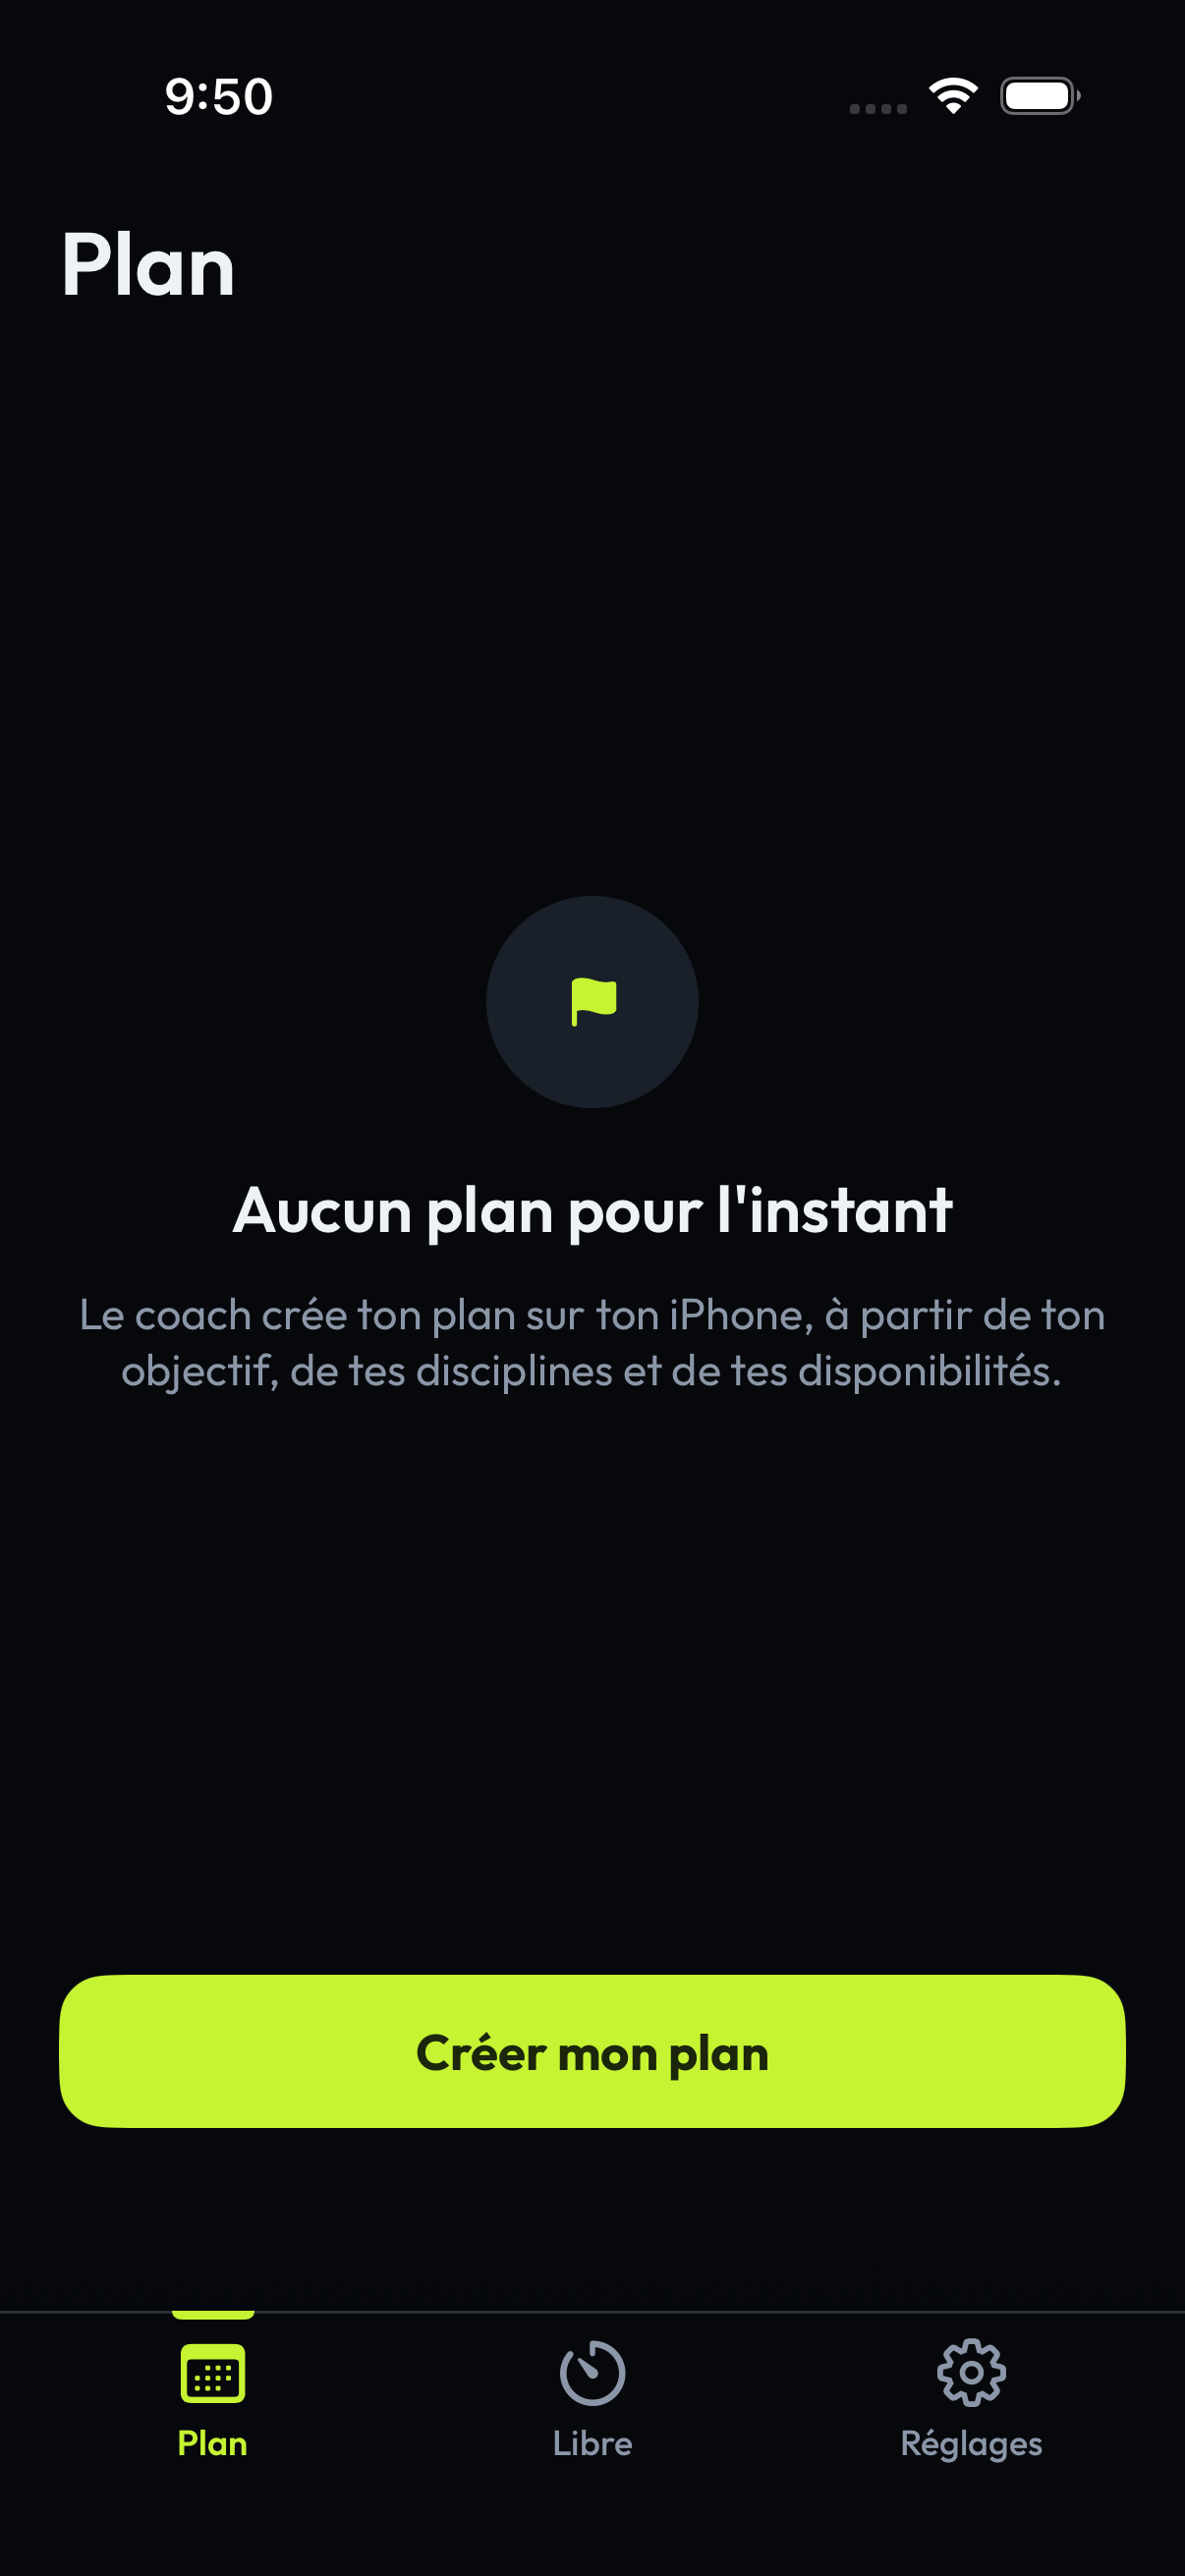 9:50
Plan
Aucun plan pour l'instant
Le coach crée ton plan sur ton iPhone, à partir de ton
objectif, de tes disciplines et de tes disponibilités.
Créer mon plan
Plan
Libre
Réglages